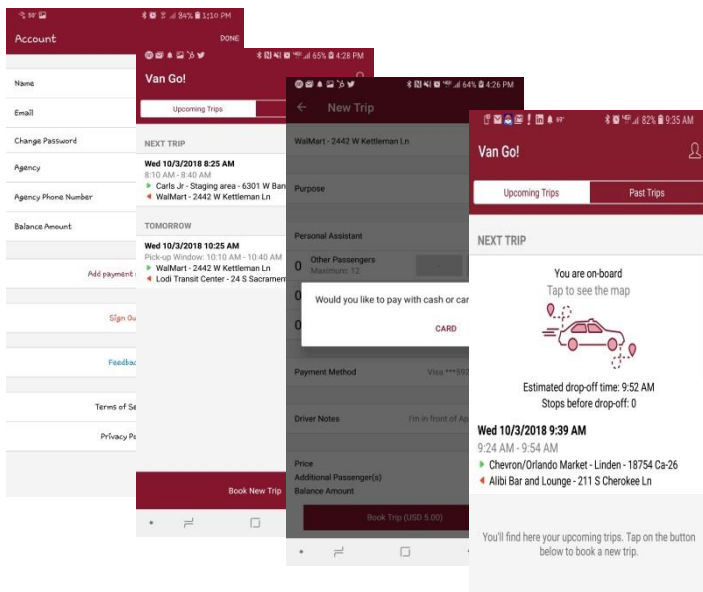 50°
84% 1:10 PM
Account
DONE
Name
Email
Change Password
Agency
Agency Phone Number
Balance Amount
Add payment
Sign
Terms of
Privacy
65% 4:28 PM
Van Go!
Upcoming Trips
NEXT TRIP
Wed 10/3/2018 8:25 AM
8:10 AM - 8:40 AM
Carls Jr - Staging area - 6301 W
WalMart - 2442 W Kettleman Ln
TOMORROW
Wed 10/3/2018 10:25 AM
Pick-up Window: 10:10 AM - 10:40 AM
WalMart - 2442 W Kettleman Ln
Lodi Transit Center - 24 S
Book New Trip
64% 4:26 PM
New Trip
WalMart - 2442 W Kettleman Ln
Purpose
Personal Assistant
0 Other Passengers
Maximum: 12
-
0
Would you like to pay with cash or
0
CARD
Payment Method
Visa ***
Driver Notes
I'm in front of
Price
Additional Passenger(s)
Balance Amount
Book Trip (USD 5.00)
69°
82% 9:35 AM
Van Go!
Upcoming Trips
Past Trips
NEXT TRIP
You are on-board
Tap to see the map
Estimated drop-off time: 9:52 AM
Stops before drop-off: 0
Wed 10/3/2018 9:39 AM
9:24 AM - 9:54 AM
Chevron/Orlando Market - Linden - 18754 Ca-26
Alibi Bar and Lounge - 211 S Cherokee Ln
You'll find here your upcoming trips. Tap on the button
below to book a new trip.